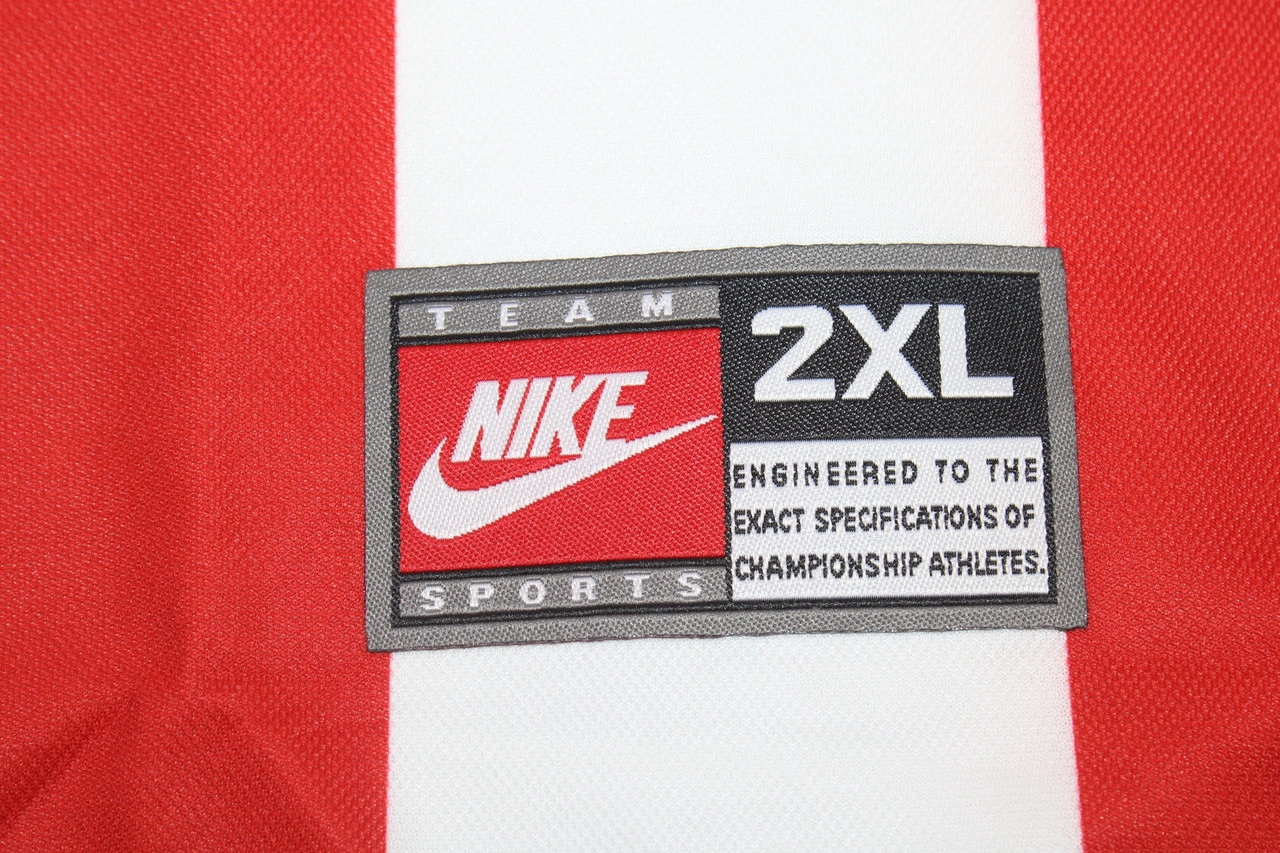 TEAM
NIKE
SPORTS
2XL
ENGINEERED TO THE
EXACT SPECIFICATIONS OF
CHAMPIONSHIP ATHLETES.